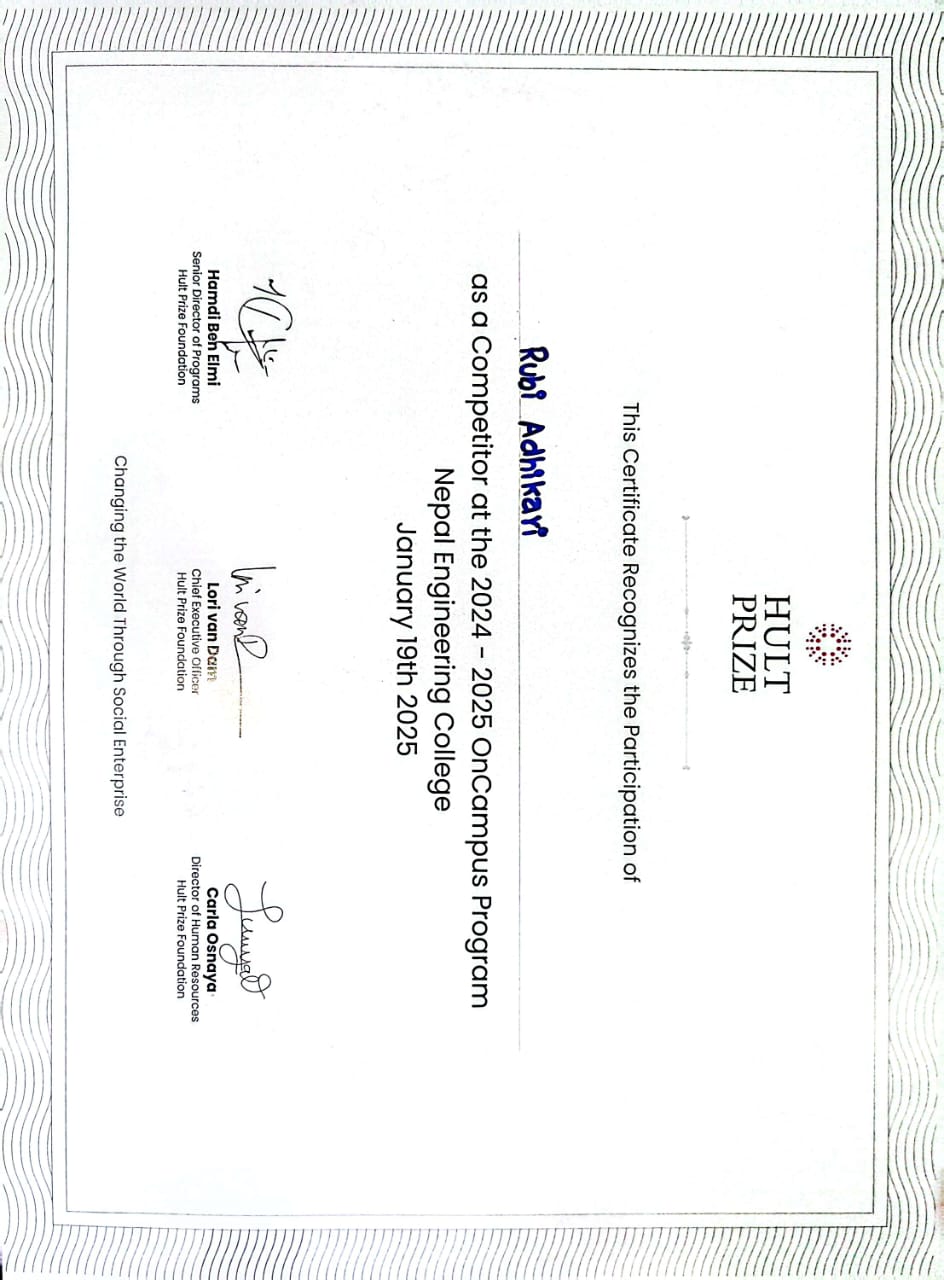 HULT
PRIZE
This Certificate Recognizes the Participation of
Rubi Adhikari
as a Competitor at the 2024 - 2025 OnCampus Program
Nepal Engineering College
January 19th 2025
Hamdi Ben Elmi
Senior Director of Programs
Hult Prize Foundation
Lori van Dam
Chief Executive Officer
Hult Prize Foundation
Carla Osnaya
Director of Human Resources
Hult Prize Foundation
Changing the World Through Social Enterprise